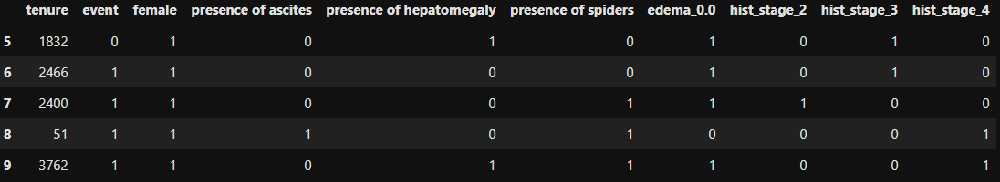 tenure event female presence of ascites presence of hepatomegaly presence of spiders edema_0.0 hist_stage_2 hist_stage_3 hist_stage_4
5 1832 0 1 0 1 0 1 0 1 0
6 2466 1 1 0 0 0 1 0 1 0
7 2400 1 1 0 0 1 1 1 0 0
8 51 1 1 1 0 1 0 0 0 1
9 3762 1 1 0 1 1 1 0 0 1